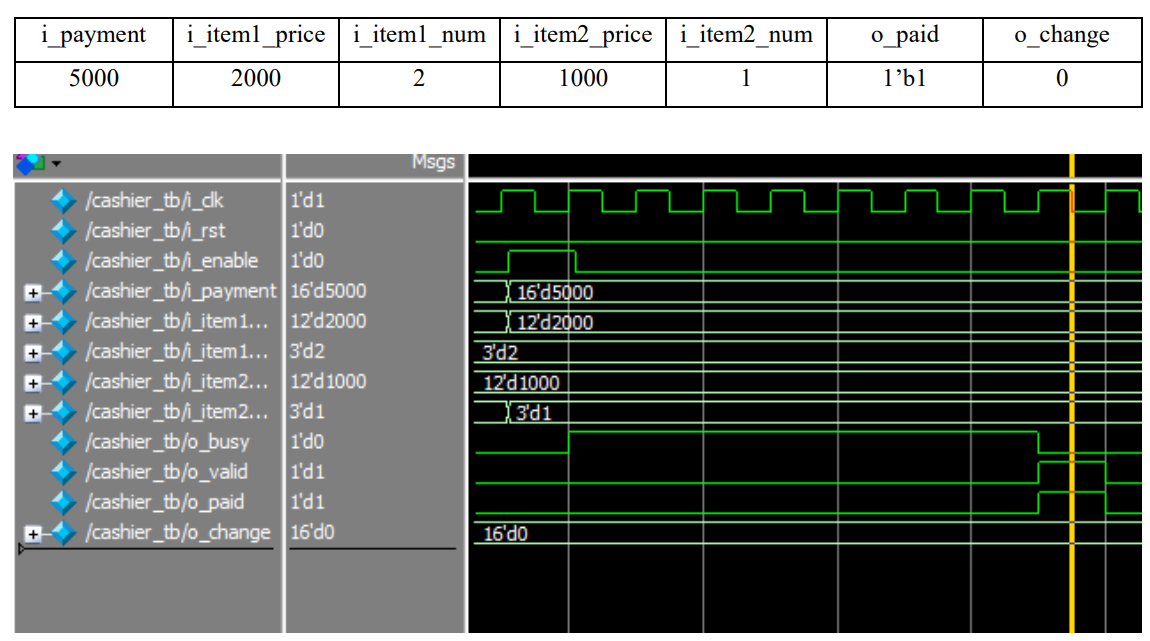 i_payment i_item1_price i_item1_num i_item2_price i_item2_num o_paid o_change
5000 2000 2 1000 1 1’b1 0
Msgs
/cashier_tb/i_clk 1'd1
/cashier_tb/i_rst 1'd0
/cashier_tb/i_enable 1'd0
/cashier_tb/i_payment 16'd5000 16'd5000
/cashier_tb/i_item1... 12'd2000 12'd2000
/cashier_tb/i_item1... 3'd2 3'd2
/cashier_tb/i_item2... 12'd1000 12'd1000
/cashier_tb/i_item2... 3'd1 3'd1
/cashier_tb/o_busy 1'd0
/cashier_tb/o_valid 1'd1
/cashier_tb/o_paid 1'd1
/cashier_tb/o_change 16'd0 16'd0